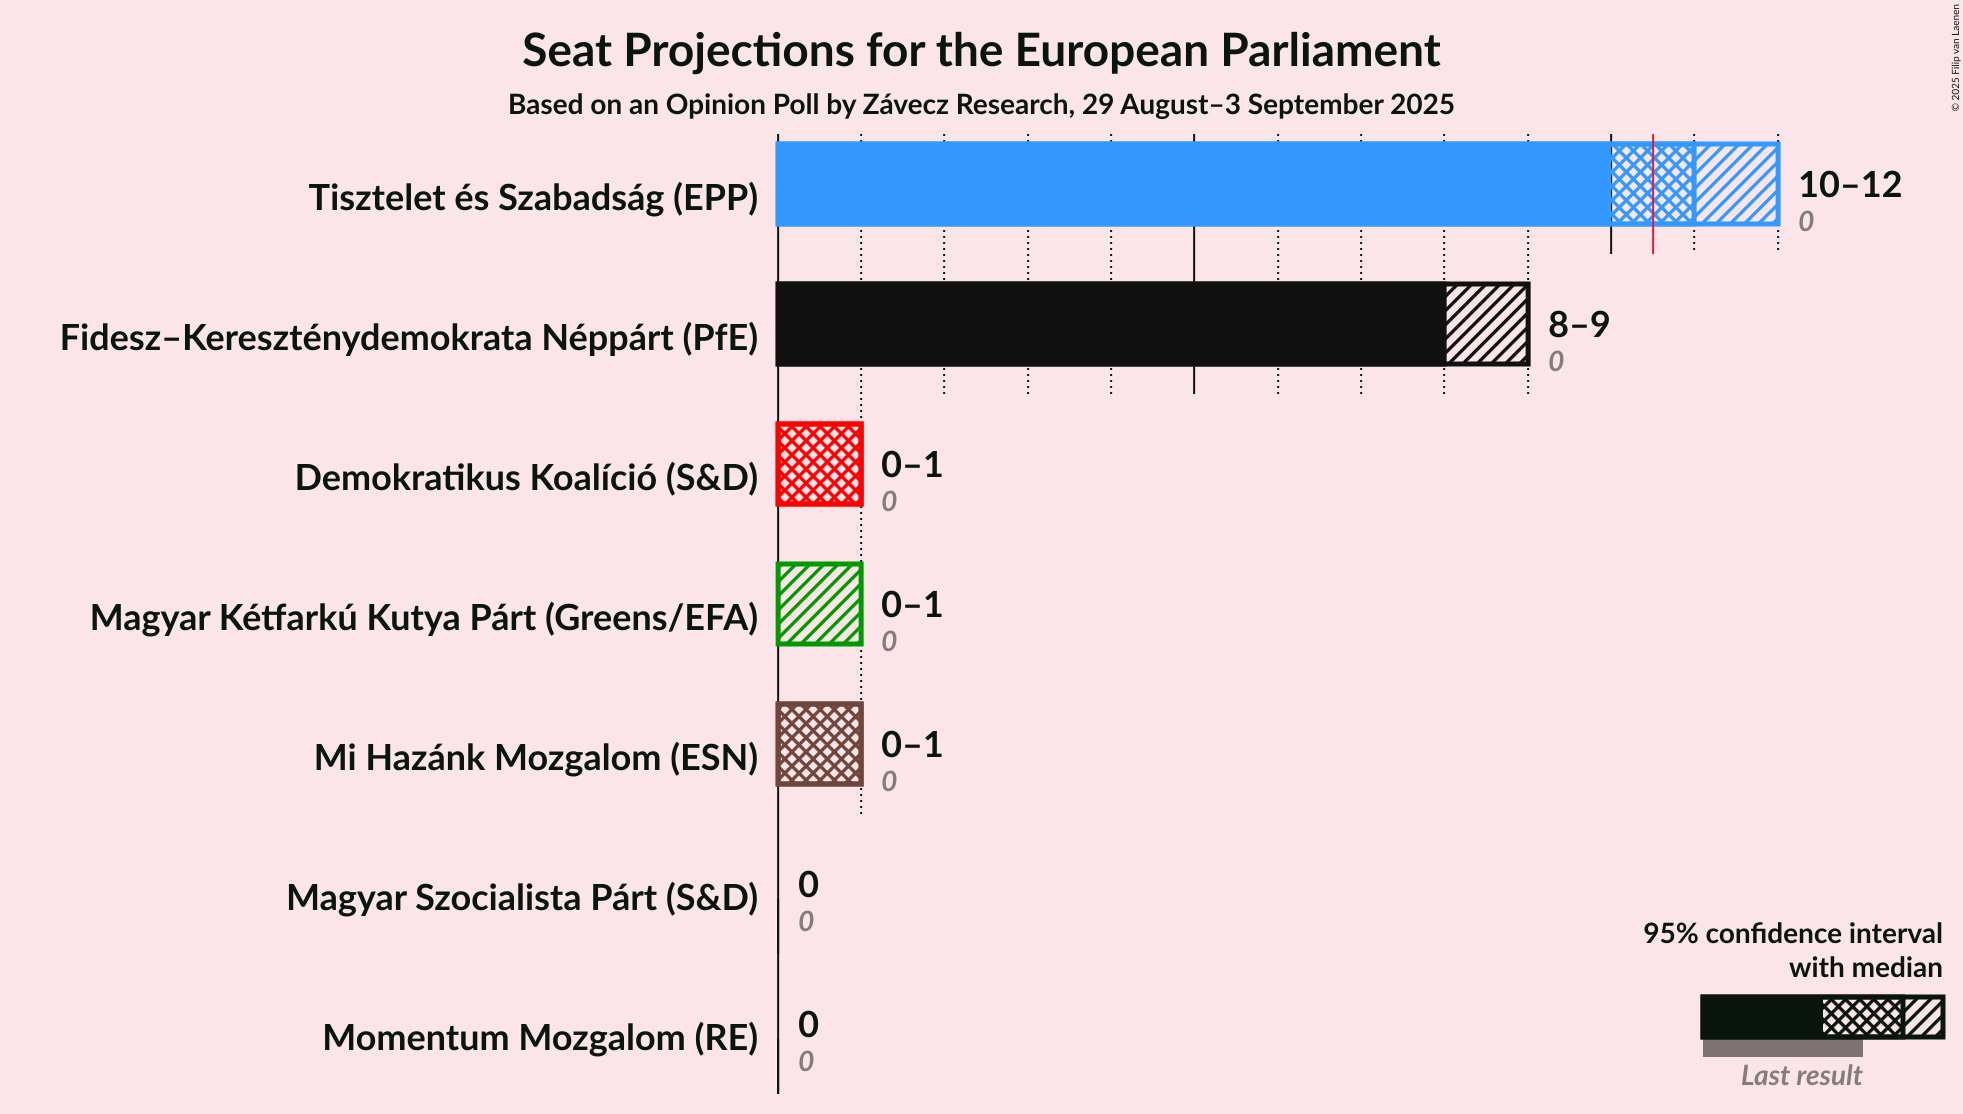 Seat Projections for the European Parliament
Based on an Opinion Poll by Závecz Research, 29 August–3 September 2025
© 2025 Filip van Laenen
Tisztelet és Szabadság (EPP)
10–12
0
Fidesz–Kereszténydemokrata Néppárt (PfE)
8–9
0
Demokratikus Koalíció (S&D)
0–1
0
Magyar Kétfarkú Kutya Párt (Greens/EFA)
0–1
0
Mi Hazánk Mozgalom (ESN)
0–1
0
Magyar Szocialista Párt (S&D)
0
0
Momentum Mozgalom (RE)
0
0
95% confidence interval
with median
Last result